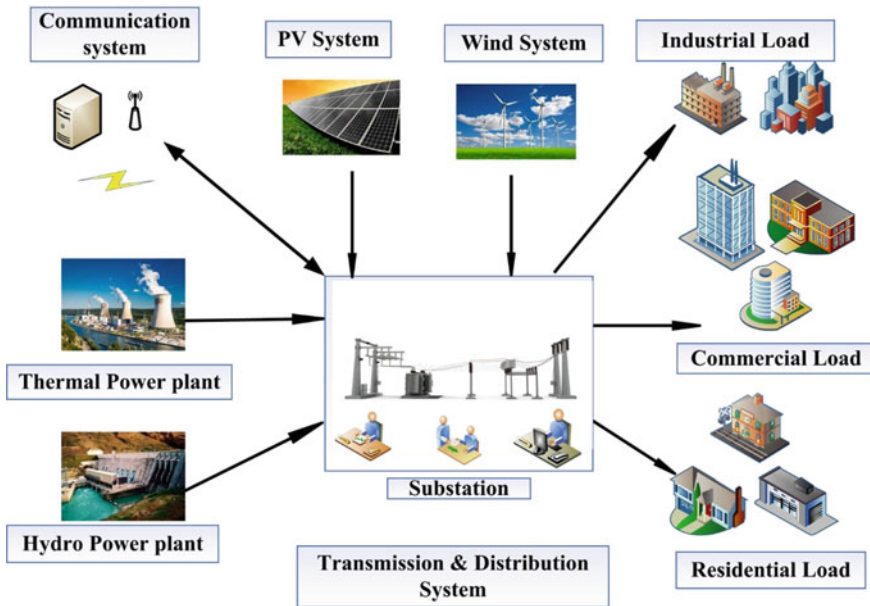 Communication
system
PV System
Wind System
Industrial Load
Thermal Power plant
Commercial Load
Substation
Hydro Power plant
Transmission & Distribution
System
Residential Load